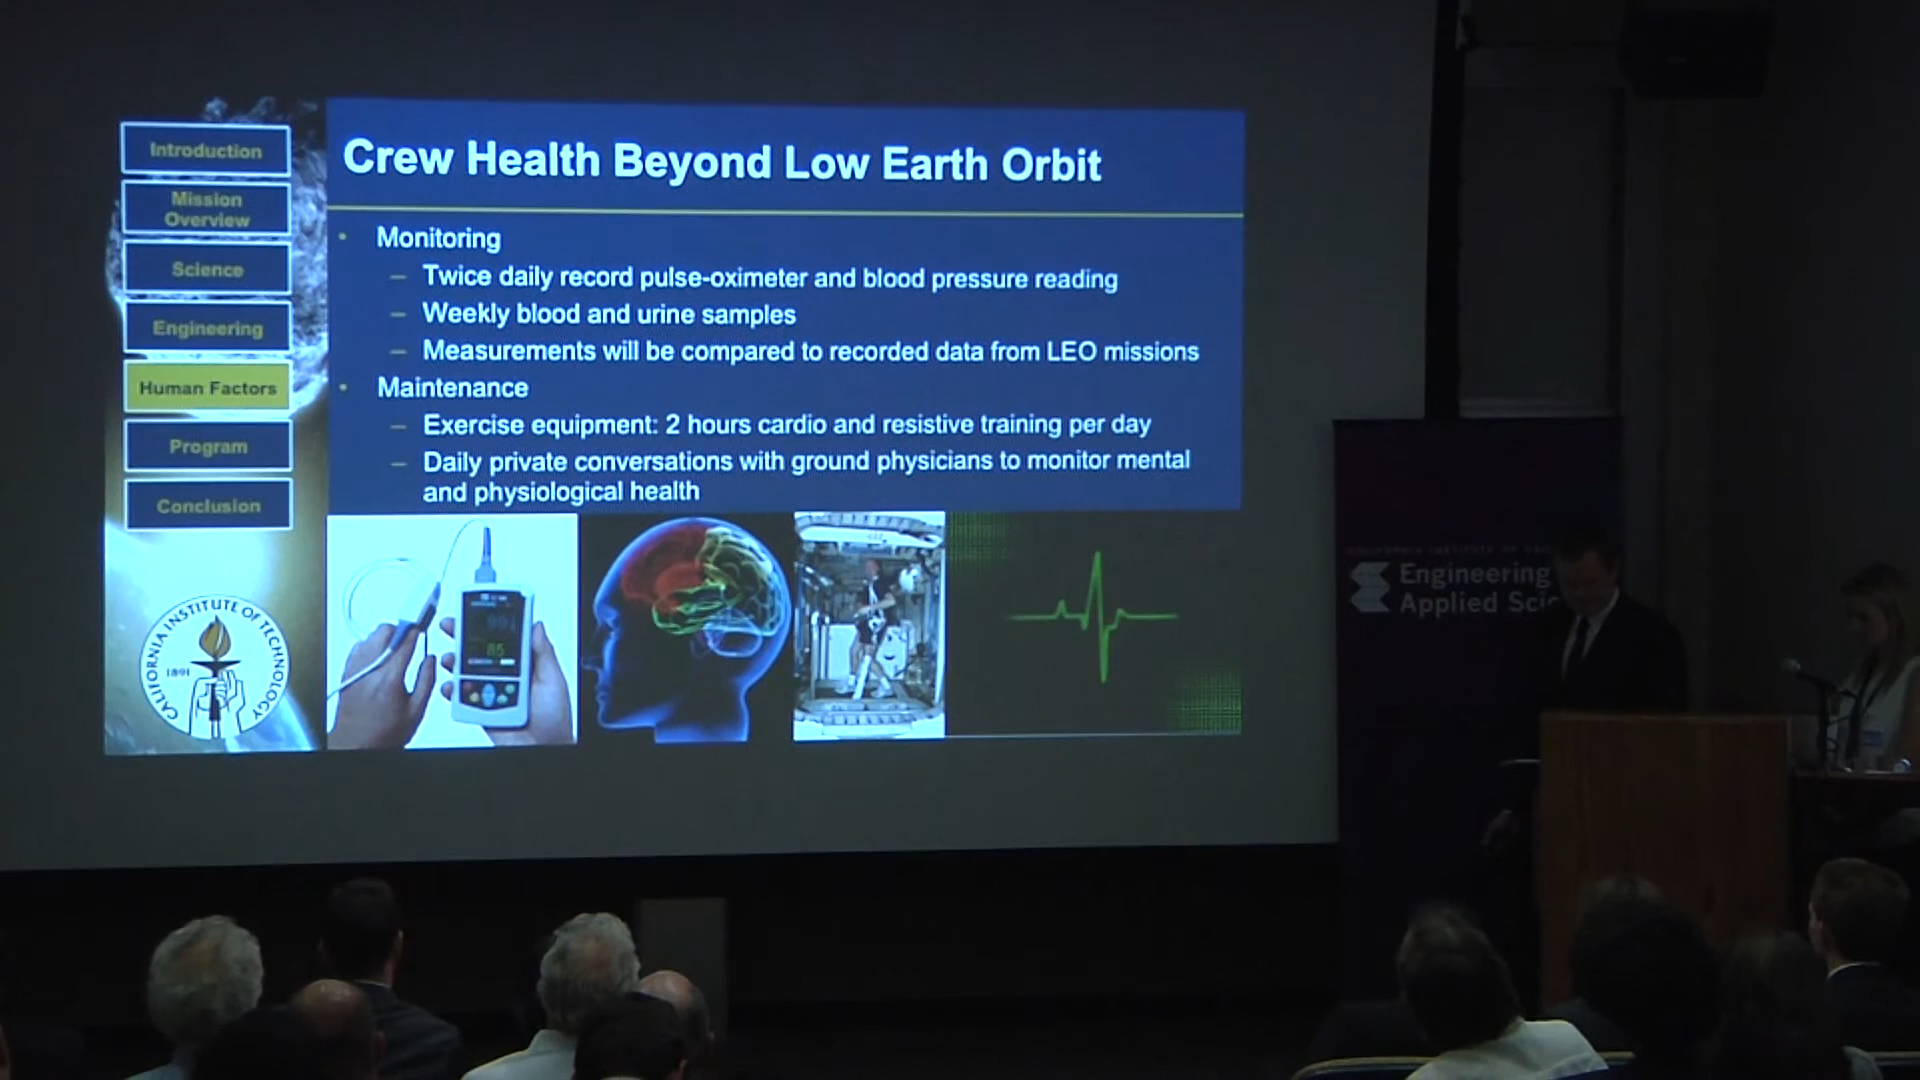 Introduction
Mission
Overview
Science
Engineering
Human Factors
Program
Conclusion
CALIFORNIA INSTITUTE OF TECHNOLOGY
1891
Crew Health Beyond Low Earth Orbit
• Monitoring
– Twice daily record pulse-oximeter and blood pressure reading
– Weekly blood and urine samples
– Measurements will be compared to recorded data from LEO missions
• Maintenance
– Exercise equipment: 2 hours cardio and resistive training per day
– Daily private conversations with ground physicians to monitor mental
and physiological health
85
Engineering
Applied